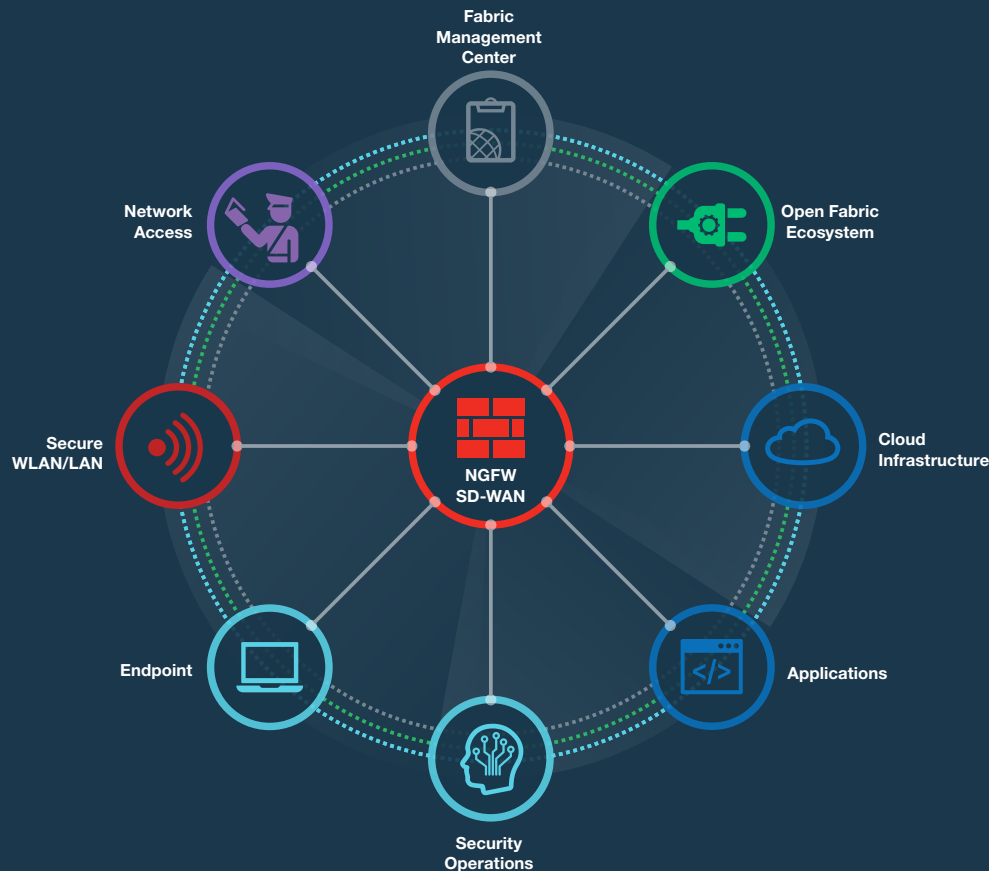 Fabric
Management
Center
Network
Access
Open Fabric
Ecosystem
Secure
WLAN/LAN
NGFW
SD-WAN
Cloud
Infrastructure
Endpoint
</>
Applications
Security
Operations